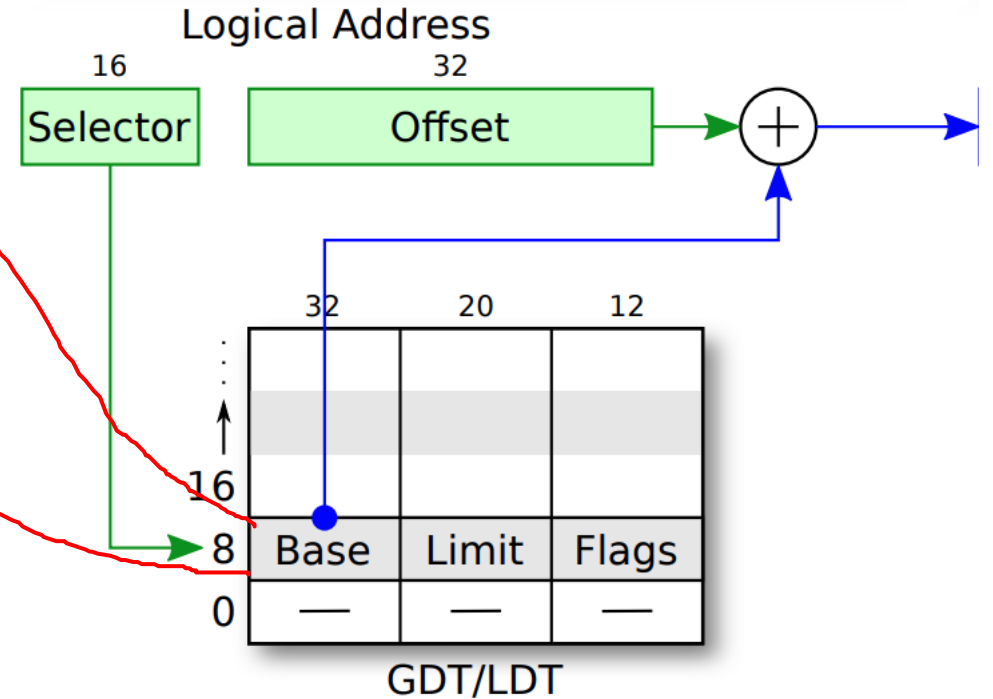 Logical Address
16 32
Selector Offset
32 20 12
16
8 Base Limit Flags
0 — — —
GDT/LDT